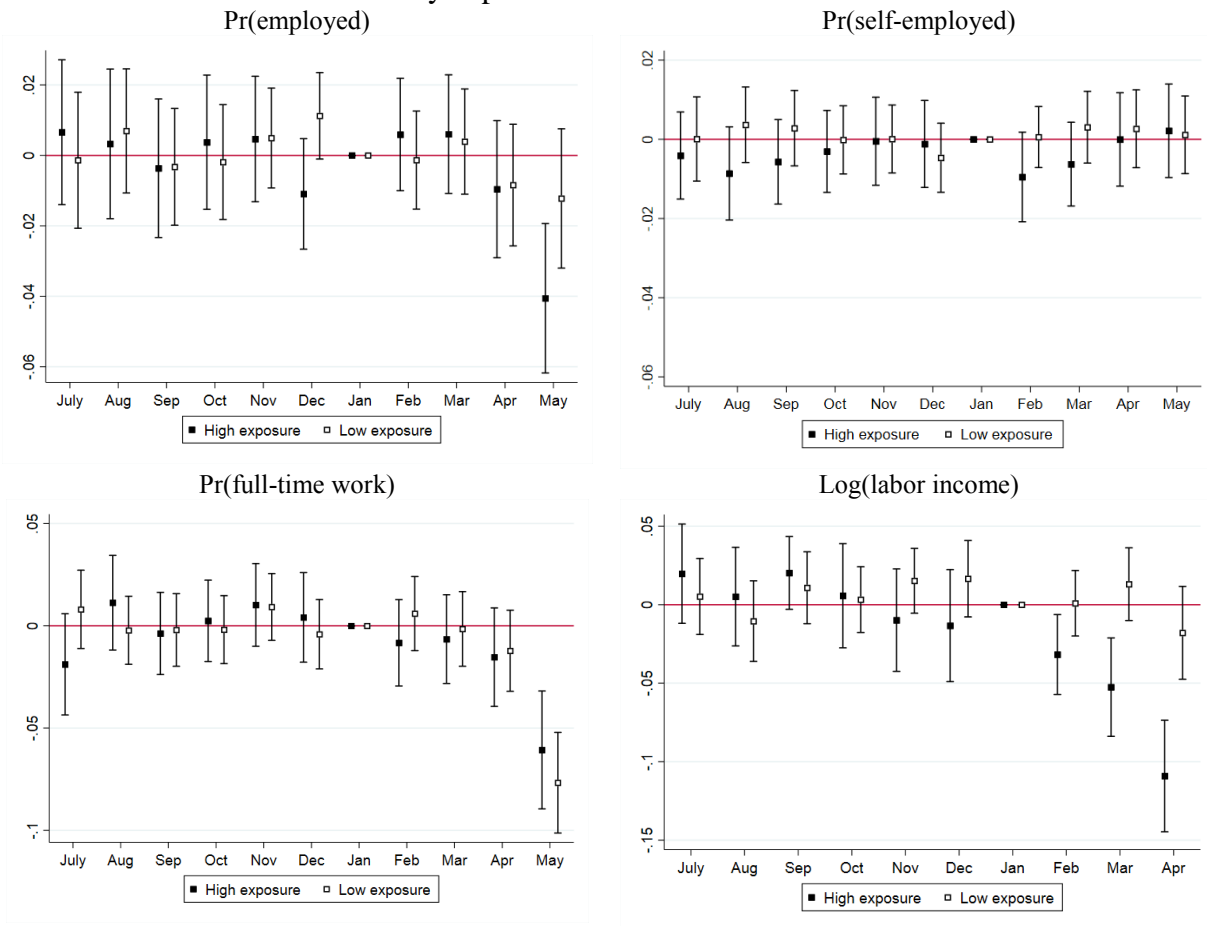 Pr(employed)
.02
0
-.02
-.04
-.06
July Aug Sep Oct Nov Dec Jan Feb Mar Apr May
High exposure Low exposure
Pr(self-employed)
.02
0
-.02
-.04
-.06
July Aug Sep Oct Nov Dec Jan Feb Mar Apr May
High exposure Low exposure
Pr(full-time work)
.05
0
-.05
-.1
July Aug Sep Oct Nov Dec Jan Feb Mar Apr May
High exposure Low exposure
Log(labor income)
.05
0
-.05
-.1
-.15
July Aug Sep Oct Nov Dec Jan Feb Mar Apr
High exposure Low exposure